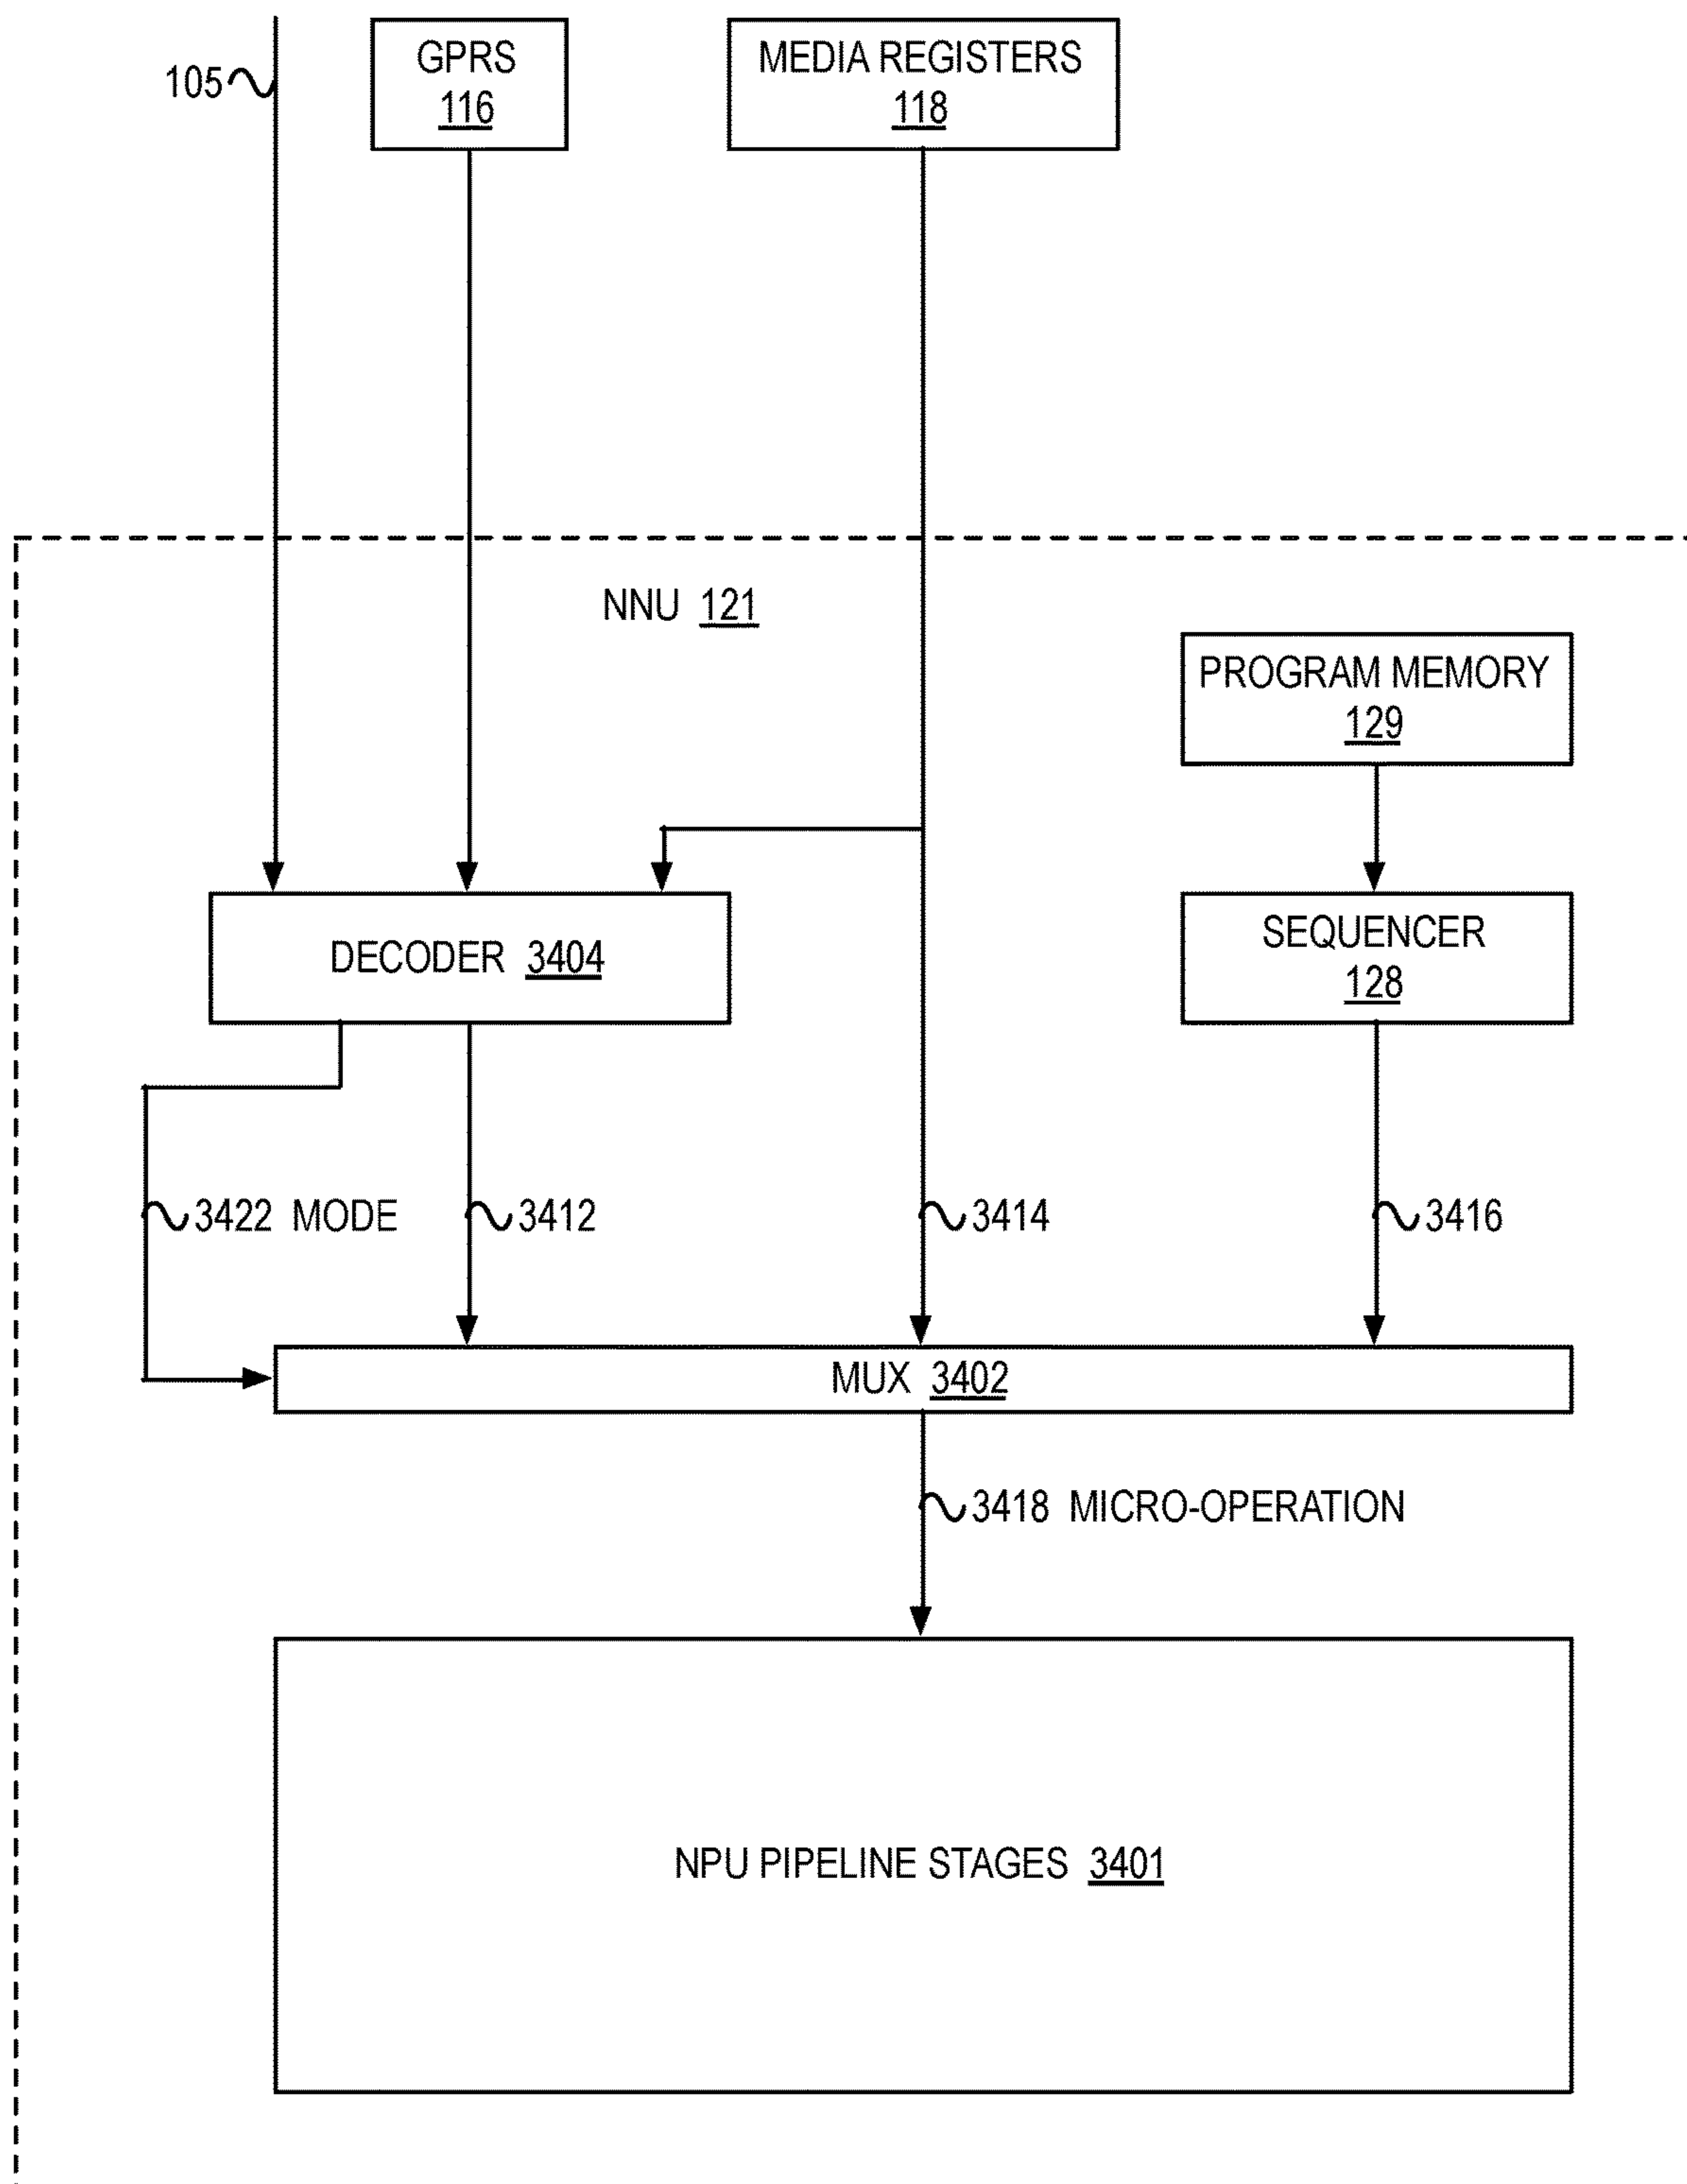 105
GPRS
116
MEDIA REGISTERS
118
NNU 121
PROGRAM MEMORY
129
DECODER 3404
SEQUENCER
128
3422 MODE
3412
3414
3416
MUX 3402
3418 MICRO-OPERATION
NPU PIPELINE STAGES 3401